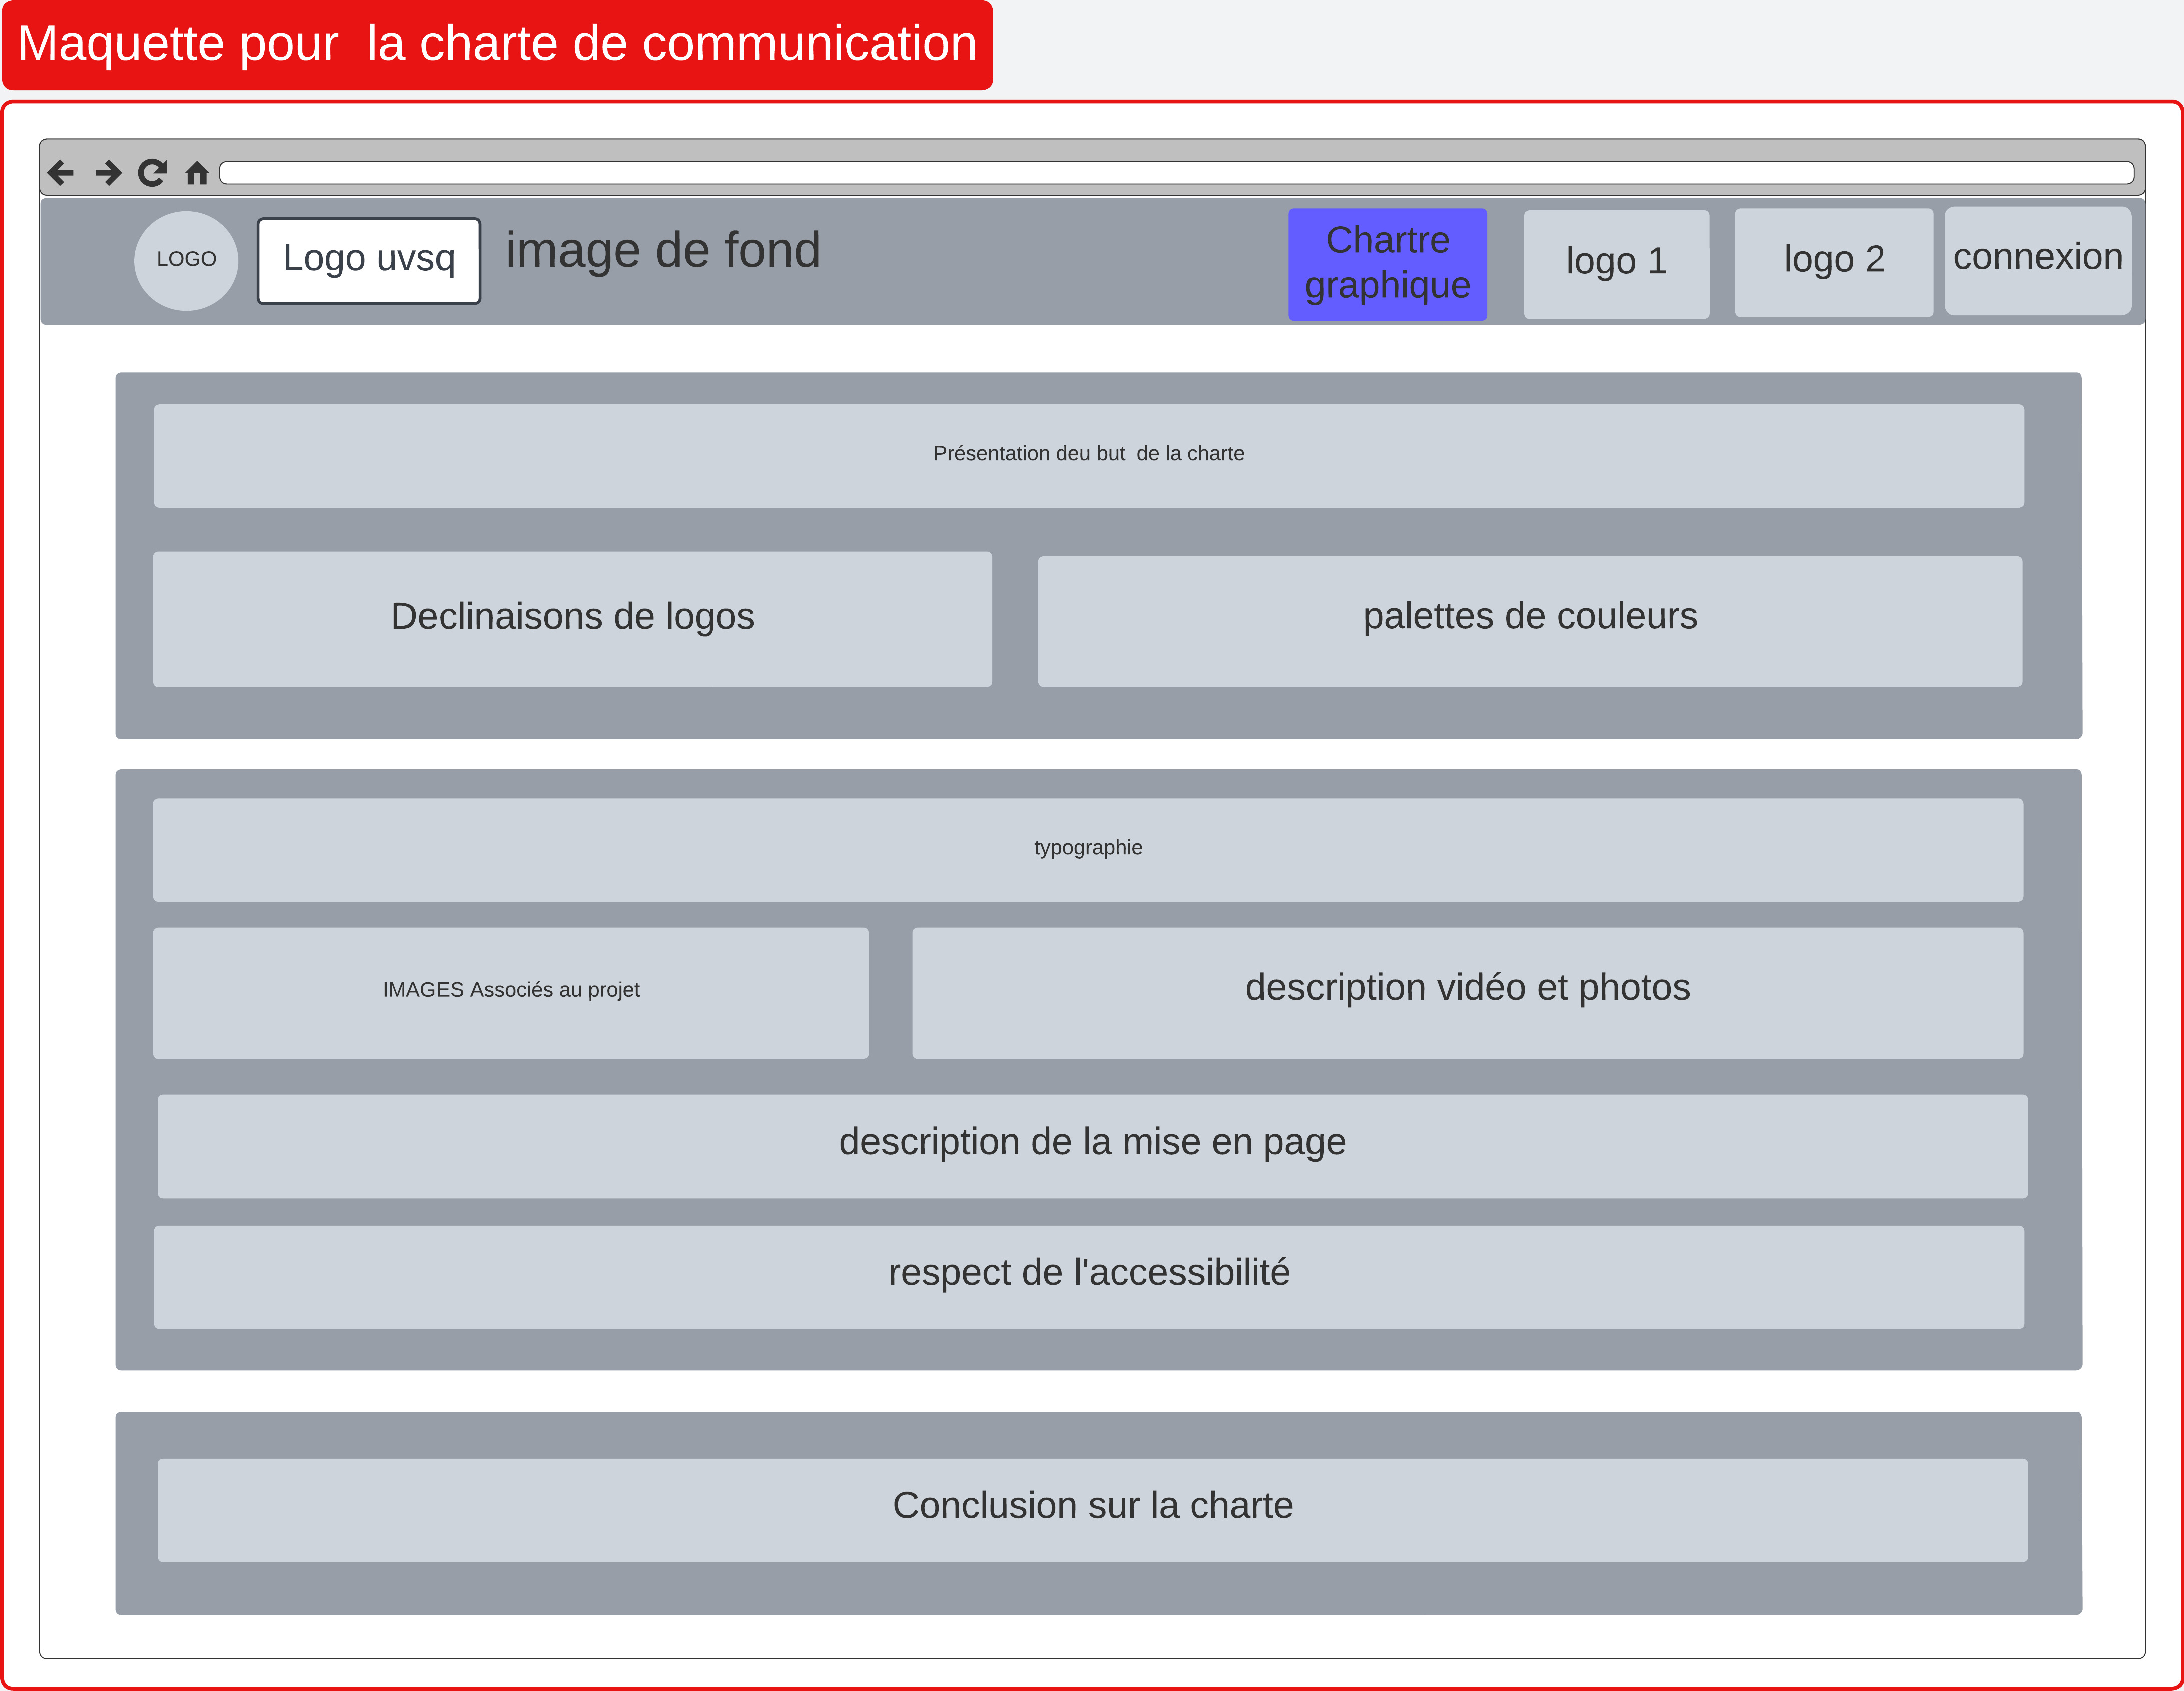 Maquette pour  la charte de communication
LOGO
Logo uvsq
image de fond
Chartre
graphique
logo 1
logo 2
connexion
Présentation deu but  de la charte
Declinaisons de logos
palettes de couleurs
typographie
IMAGES Associés au projet
description vidéo et photos
description de la mise en page
respect de l'accessibilité
Conclusion sur la charte